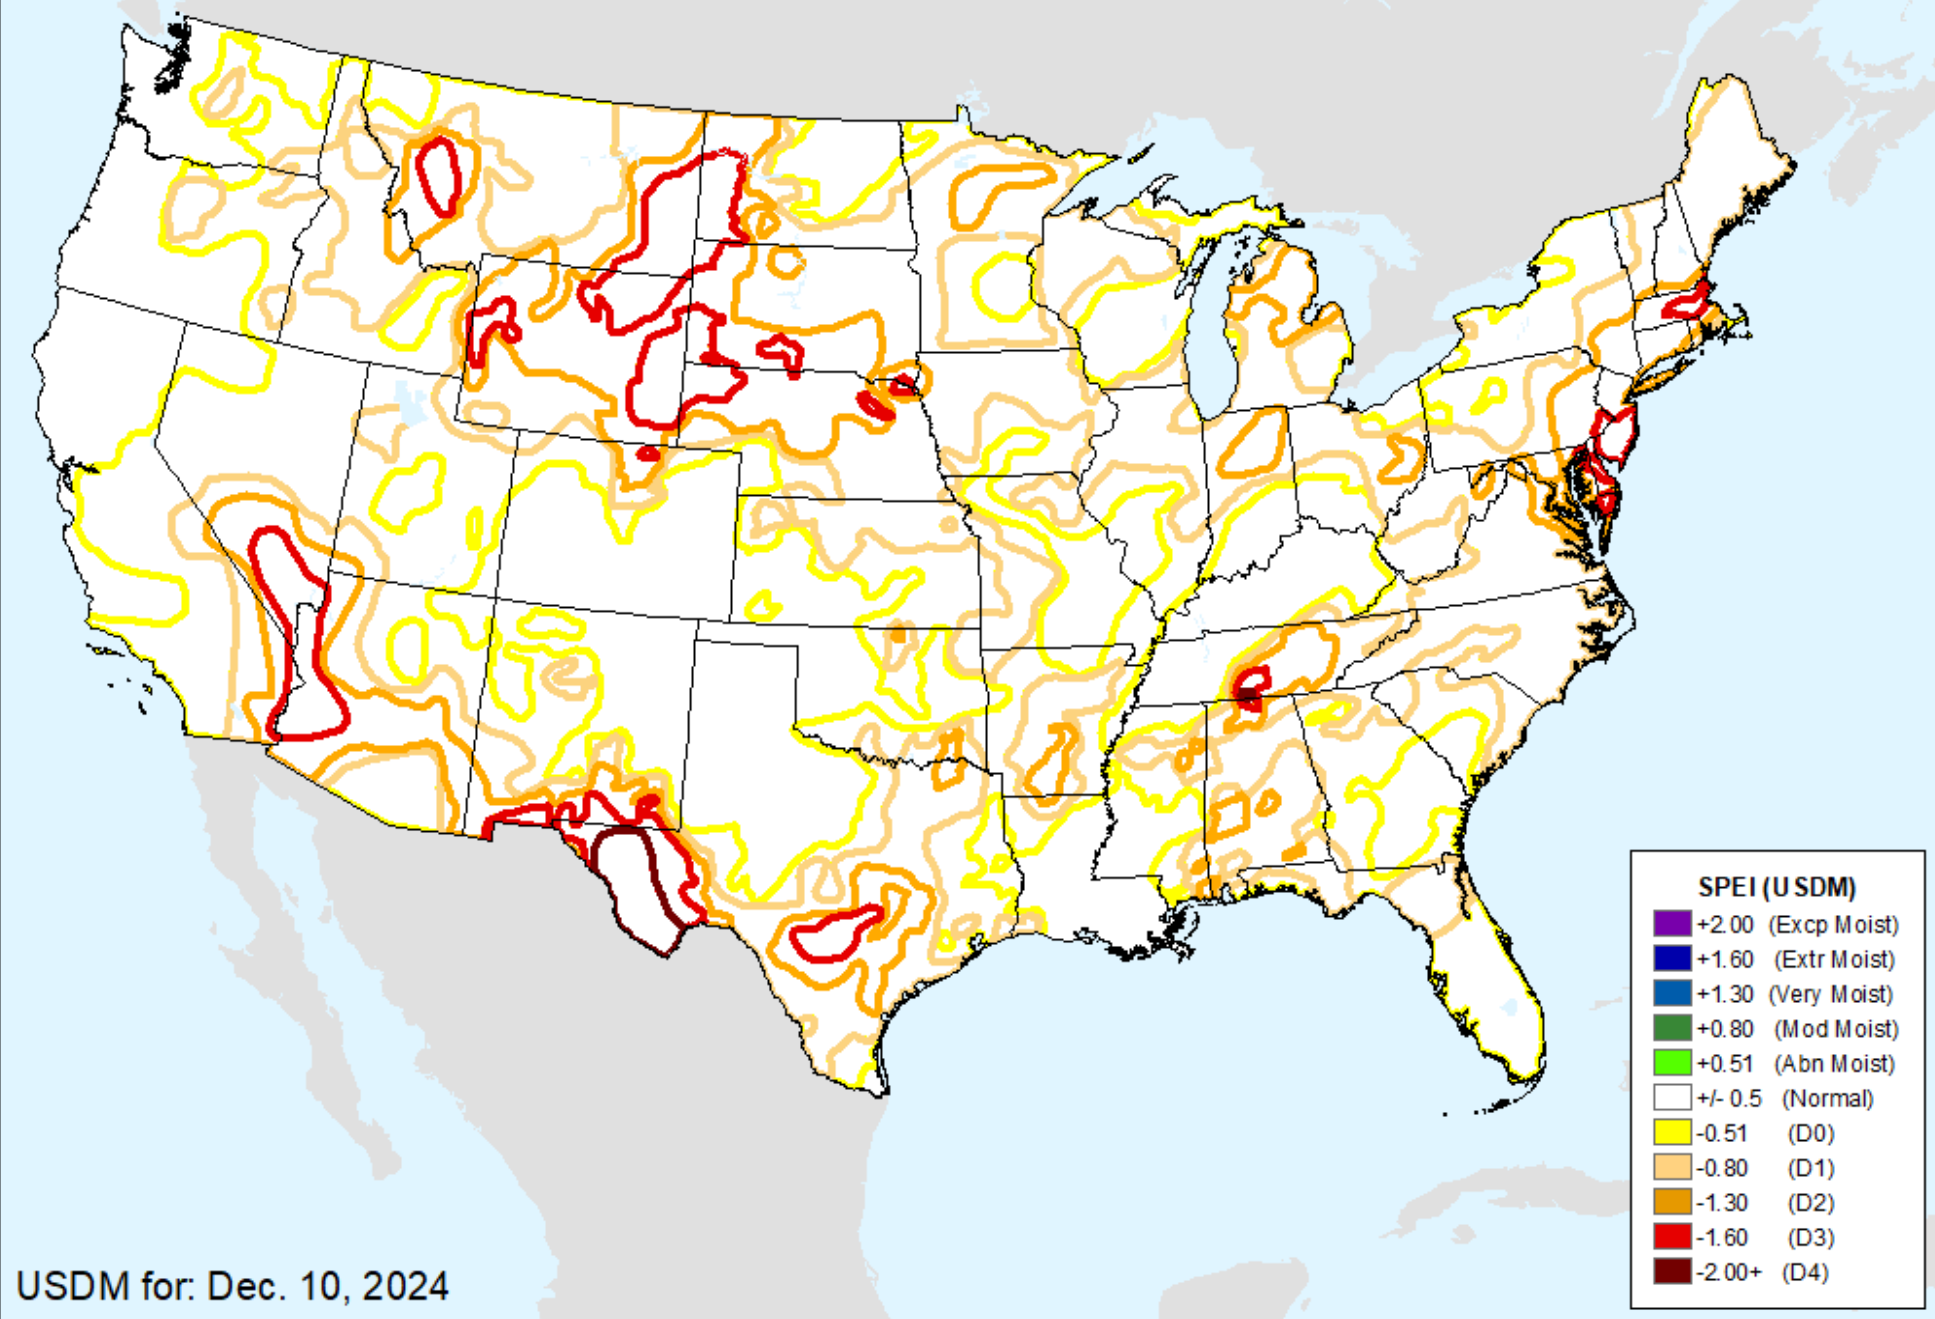 SPEI (USDM)
+2.00 (Excp Moist)
+1.60 (Extr Moist)
+1.30 (Very Moist)
+0.80 (Mod Moist)
+0.51 (Abn Moist)
+/- 0.5 (Normal)
-0.51 (D0)
-0.80 (D1)
-1.30 (D2)
-1.60 (D3)
-2.00+ (D4)
USDM for: Dec. 10, 2024